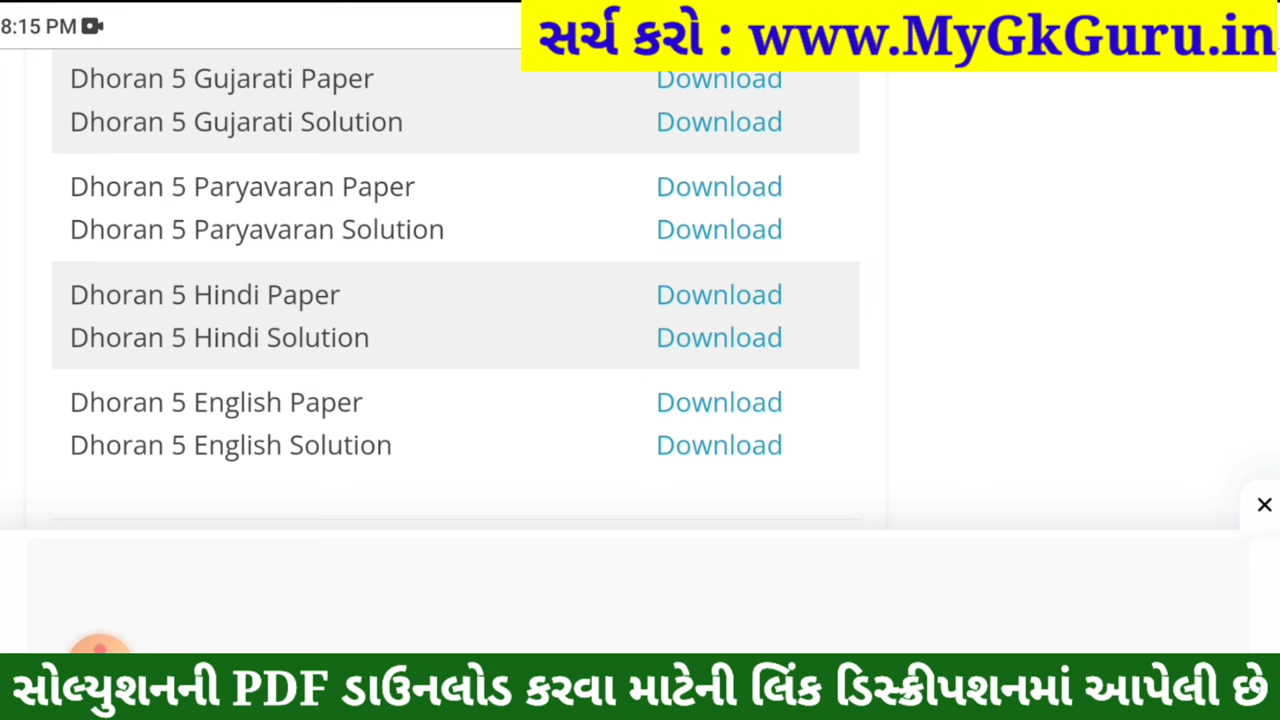 8:15 PM
સર્ચ કરો : www.MyGkGuru.in
Dhoran 5 Gujarati Paper Download
Dhoran 5 Gujarati Solution Download
Dhoran 5 Paryavaran Paper Download
Dhoran 5 Paryavaran Solution Download
Dhoran 5 Hindi Paper Download
Dhoran 5 Hindi Solution Download
Dhoran 5 English Paper Download
Dhoran 5 English Solution Download
સોલ્યુશનની PDF ડાઉનલોડ કરવા માટેની લિંક ડિસ્ક્રીપશનમાં આપેલી છે